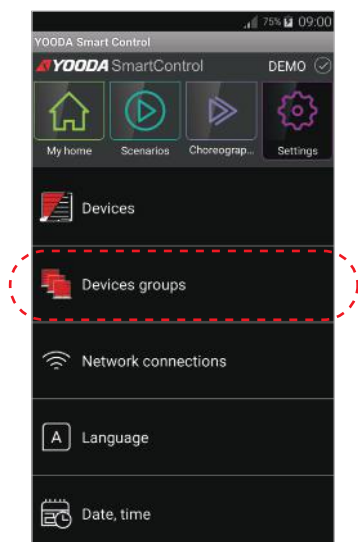 75% 09:00
YOODA Smart Control
YOODA SmartControl DEMO
My home Scenarios Choreograp... Settings
Devices
Devices groups
Network connections
A Language
Date, time